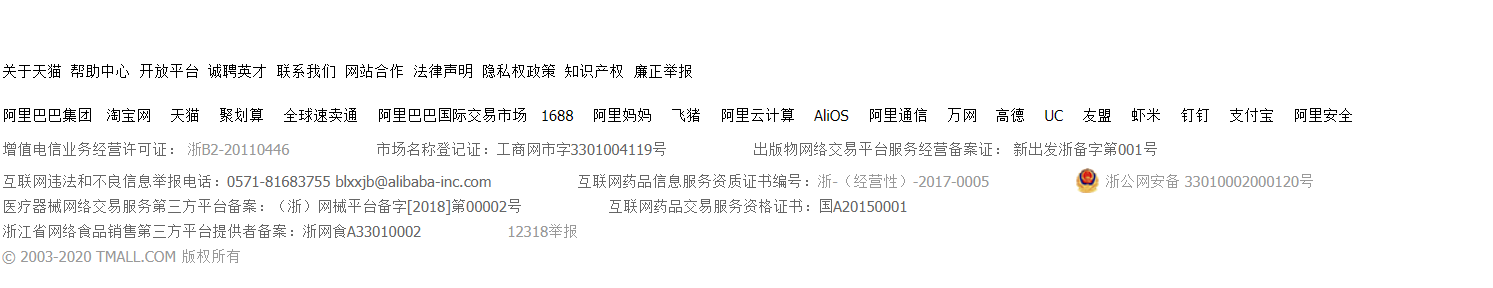 关于天猫 帮助中心 开放平台 诚聘英才 联系我们 网站合作 法律声明 隐私权政策 知识产权 廉正举报
阿里巴巴集团 淘宝网 天猫 聚划算 全球速卖通 阿里巴巴国际交易市场 1688 阿里妈妈 飞猪 阿里云计算 AliOS 阿里通信 万网 高德 UC 友盟 虾米 钉钉 支付宝 阿里安全
增值电信业务经营许可证： 浙B2-20110446 市场名称登记证：工商网市字3301004119号 出版物网络交易平台服务经营备案证： 新出发浙备字第001号
互联网违法和不良信息举报电话：0571-81683755 blxxjb@alibaba-inc.com 互联网药品信息服务资质证书编号：浙-（经营性）-2017-0005 浙公网安备 33010002000120号
医疗器械网络交易服务第三方平台备案：（浙）网械平台备字[2018]第00002号 互联网药品交易服务资格证书：国A20150001
浙江省网络食品销售第三方平台提供者备案：浙网食A33010002 12318举报
© 2003-2020 TMALL.COM 版权所有